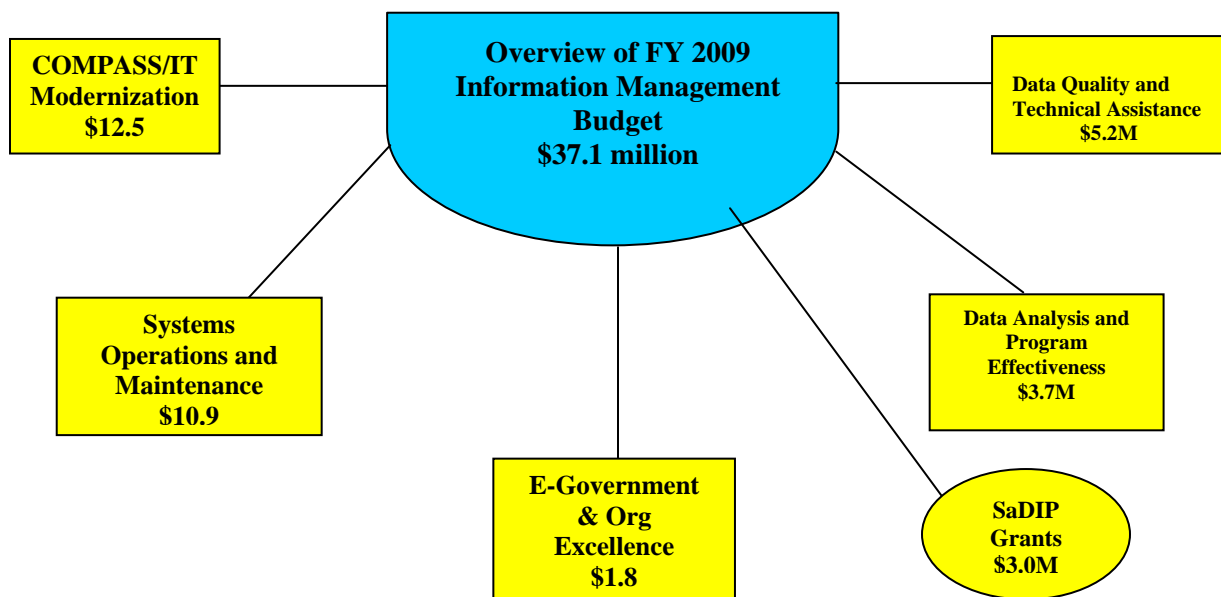 Overview of FY 2009
Information Management
Budget
$37.1 million
COMPASS/IT
Modernization
$12.5
Data Quality and
Technical Assistance
$5.2M
Systems
Operations and
Maintenance
$10.9
Data Analysis and
Program
Effectiveness
$3.7M
E-Government
& Org
Excellence
$1.8
SaDIP
Grants
$3.0M